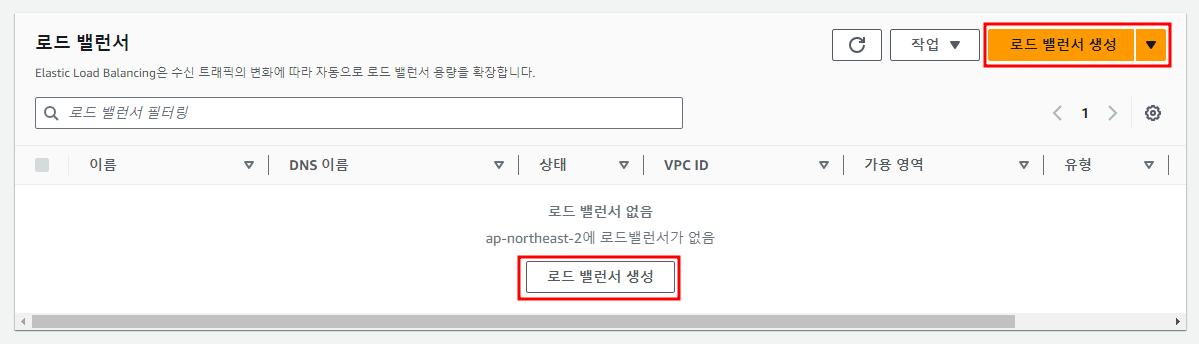 로드 밸런서
작업
로드 밸런서 생성
Elastic Load Balancing은 수신 트래픽의 변화에 따라 자동으로 로드 밸런서 용량을 확장합니다.
로드 밸런서 필터링
1
이름 DNS 이름 상태 VPC ID 가용 영역 유형
로드 밸런서 없음
ap-northeast-2에 로드밸런서가 없음
로드 밸런서 생성